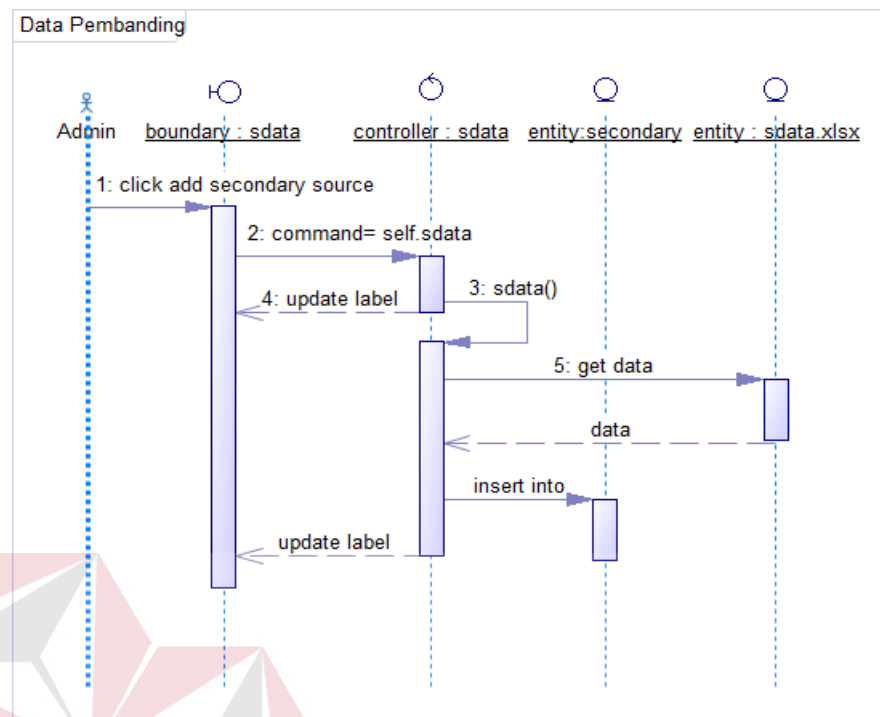 Data Pembanding
Admin
boundary : sdata
controller : sdata
entity:secondary
entity : sdata.xlsx
1: click add secondary source
2: command= self.sdata
3: sdata()
4: update label
5: get data
data
insert into
update label